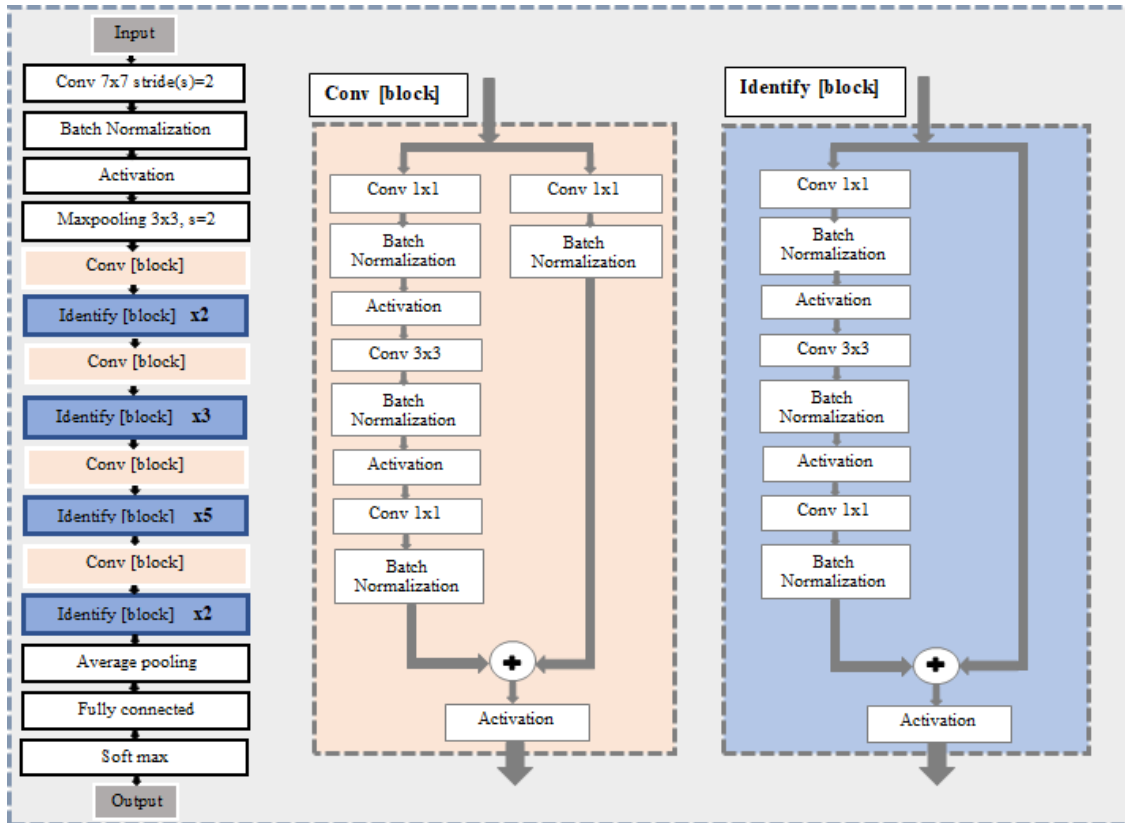 Input
Conv 7x7 stride(s)=2
Batch Normalization
Activation
Maxpooling 3x3, s=2
Conv [block]
Identify [block] x2
Conv [block]
Identify [block] x3
Conv [block]
Identify [block] x5
Conv [block]
Identify [block] x2
Average pooling
Fully connected
Soft max
Output
Conv [block]
Conv 1x1
Batch
Normalization
Activation
Conv 3x3
Batch
Normalization
Activation
Conv 1x1
Batch
Normalization
Conv 1x1
Batch
Normalization
+
Activation
Identify [block]
Conv 1x1
Batch
Normalization
Activation
Conv 3x3
Batch
Normalization
Activation
Conv 1x1
Batch
Normalization
+
Activation